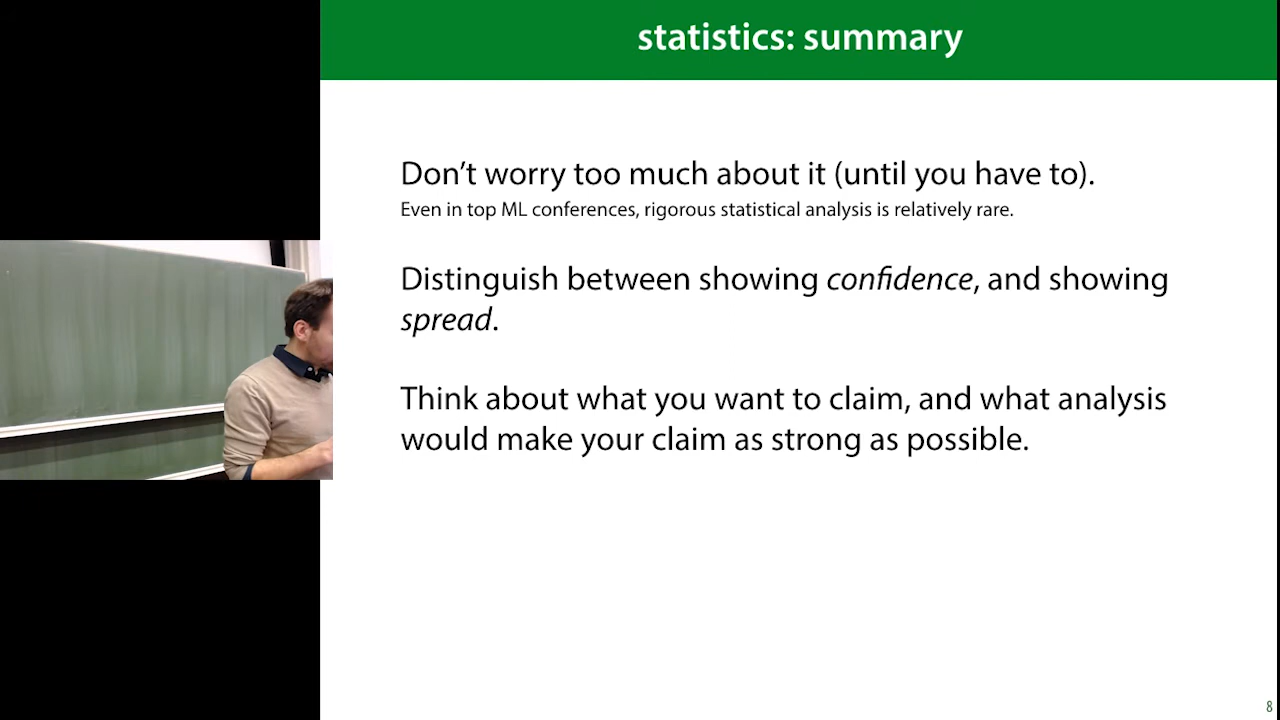 statistics: summary
Don't worry too much about it (until you have to).
Even in top ML conferences, rigorous statistical analysis is relatively rare.
Distinguish between showing confidence, and showing
spread.
Think about what you want to claim, and what analysis
would make your claim as strong as possible.
8